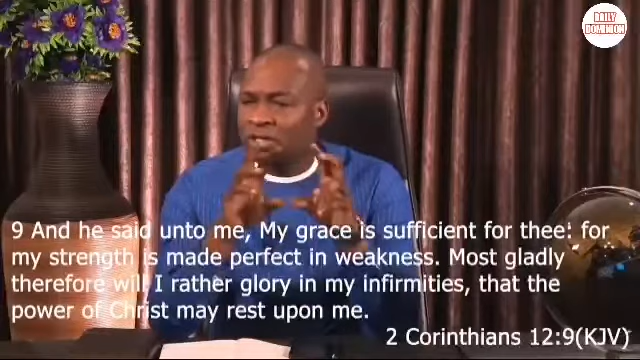 DAILY
DOMINION
9 And he said unto me, My grace is sufficient for thee: for
my strength is made perfect in weakness. Most gladly
therefore will I rather glory in my infirmities, that the
power of Christ may rest upon me.
2 Corinthians 12:9(KJV)